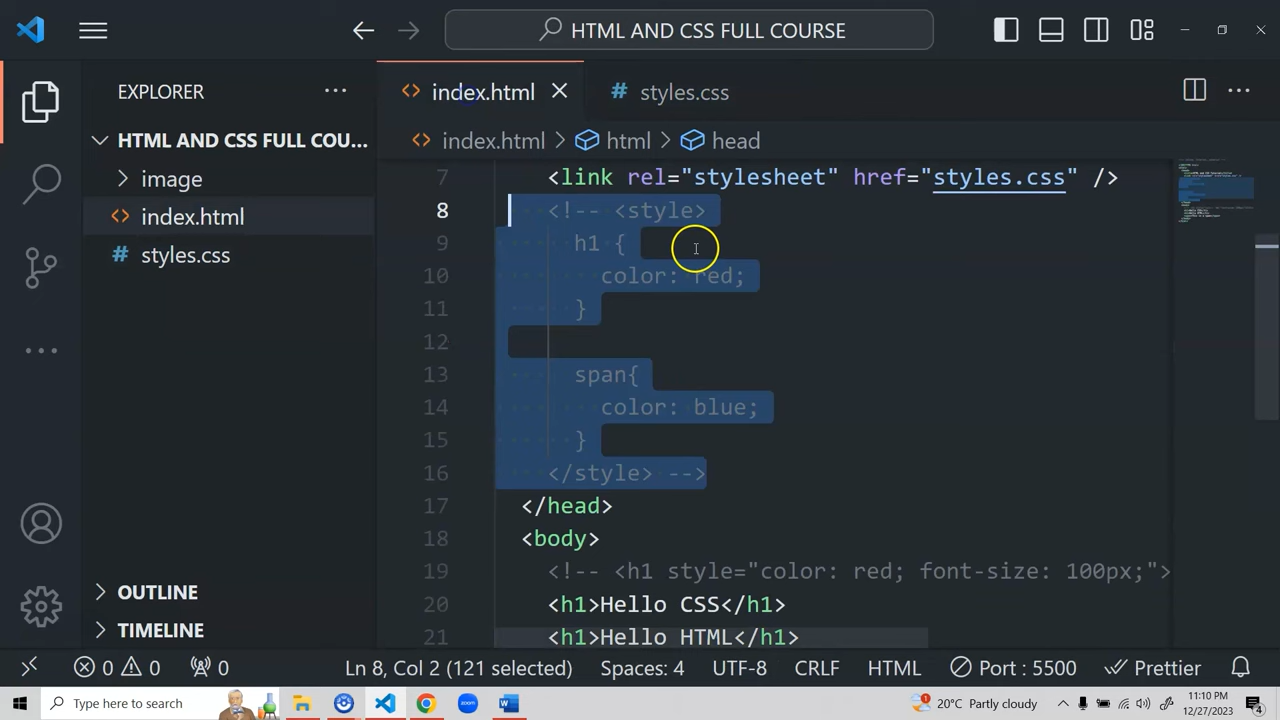 HTML AND CSS FULL COURSE
EXPLORER
HTML AND CSS FULL COU...
image
index.html
styles.css
OUTLINE
TIMELINE
index.html
styles.css
index.html > html > head
7 <link rel="stylesheet" href="styles.css" />
8 <!-- <style>
9 h1 {
10 color: red;
11 }
12
13 span{
14 color: blue;
15 }
16 </style> -->
17 </head>
18 <body>
19 <!-- <h1 style="color: red; font-size: 100px;">
20 <h1>Hello CSS</h1>
21 <h1>Hello HTML</h1>
0 0 0 Ln 8, Col 2 (121 selected) Spaces: 4 UTF-8 CRLF HTML Port : 5500 Prettier
Type here to search 1 20°C Partly cloudy 11:10 PM
12/27/2023 4